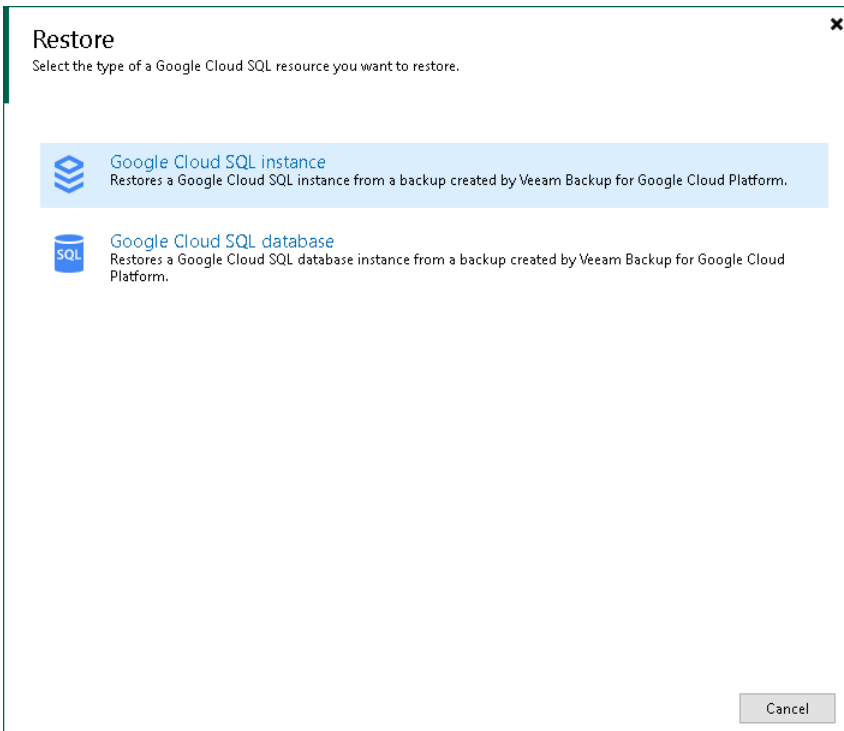 Restore
Select the type of a Google Cloud SQL resource you want to restore.
Google Cloud SQL instance
Restores a Google Cloud SQL instance from a backup created by Veeam Backup for Google Cloud Platform.
SQL
Google Cloud SQL database
Restores a Google Cloud SQL database instance from a backup created by Veeam Backup for Google Cloud
Platform.
Cancel